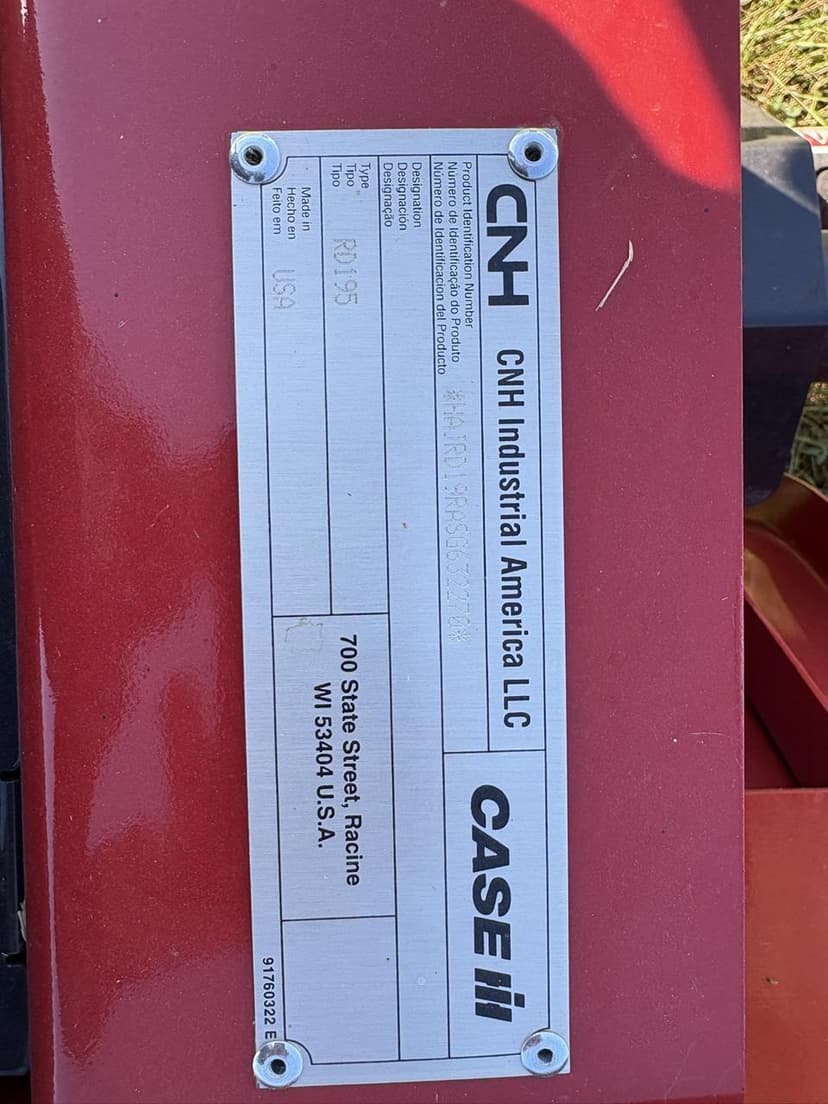 CNH CNH Industrial America LLC CASE IH
Product Identification Number
Número de Identificação do Produto
Número de Identificacion del Producto
Designation
Designación
Designação
Type
Tipo
Tipo
RD195
Made in
Hecho en
Feito em
USA
700 State Street, Racine
WI 53404 U.S.A.
91760322 E